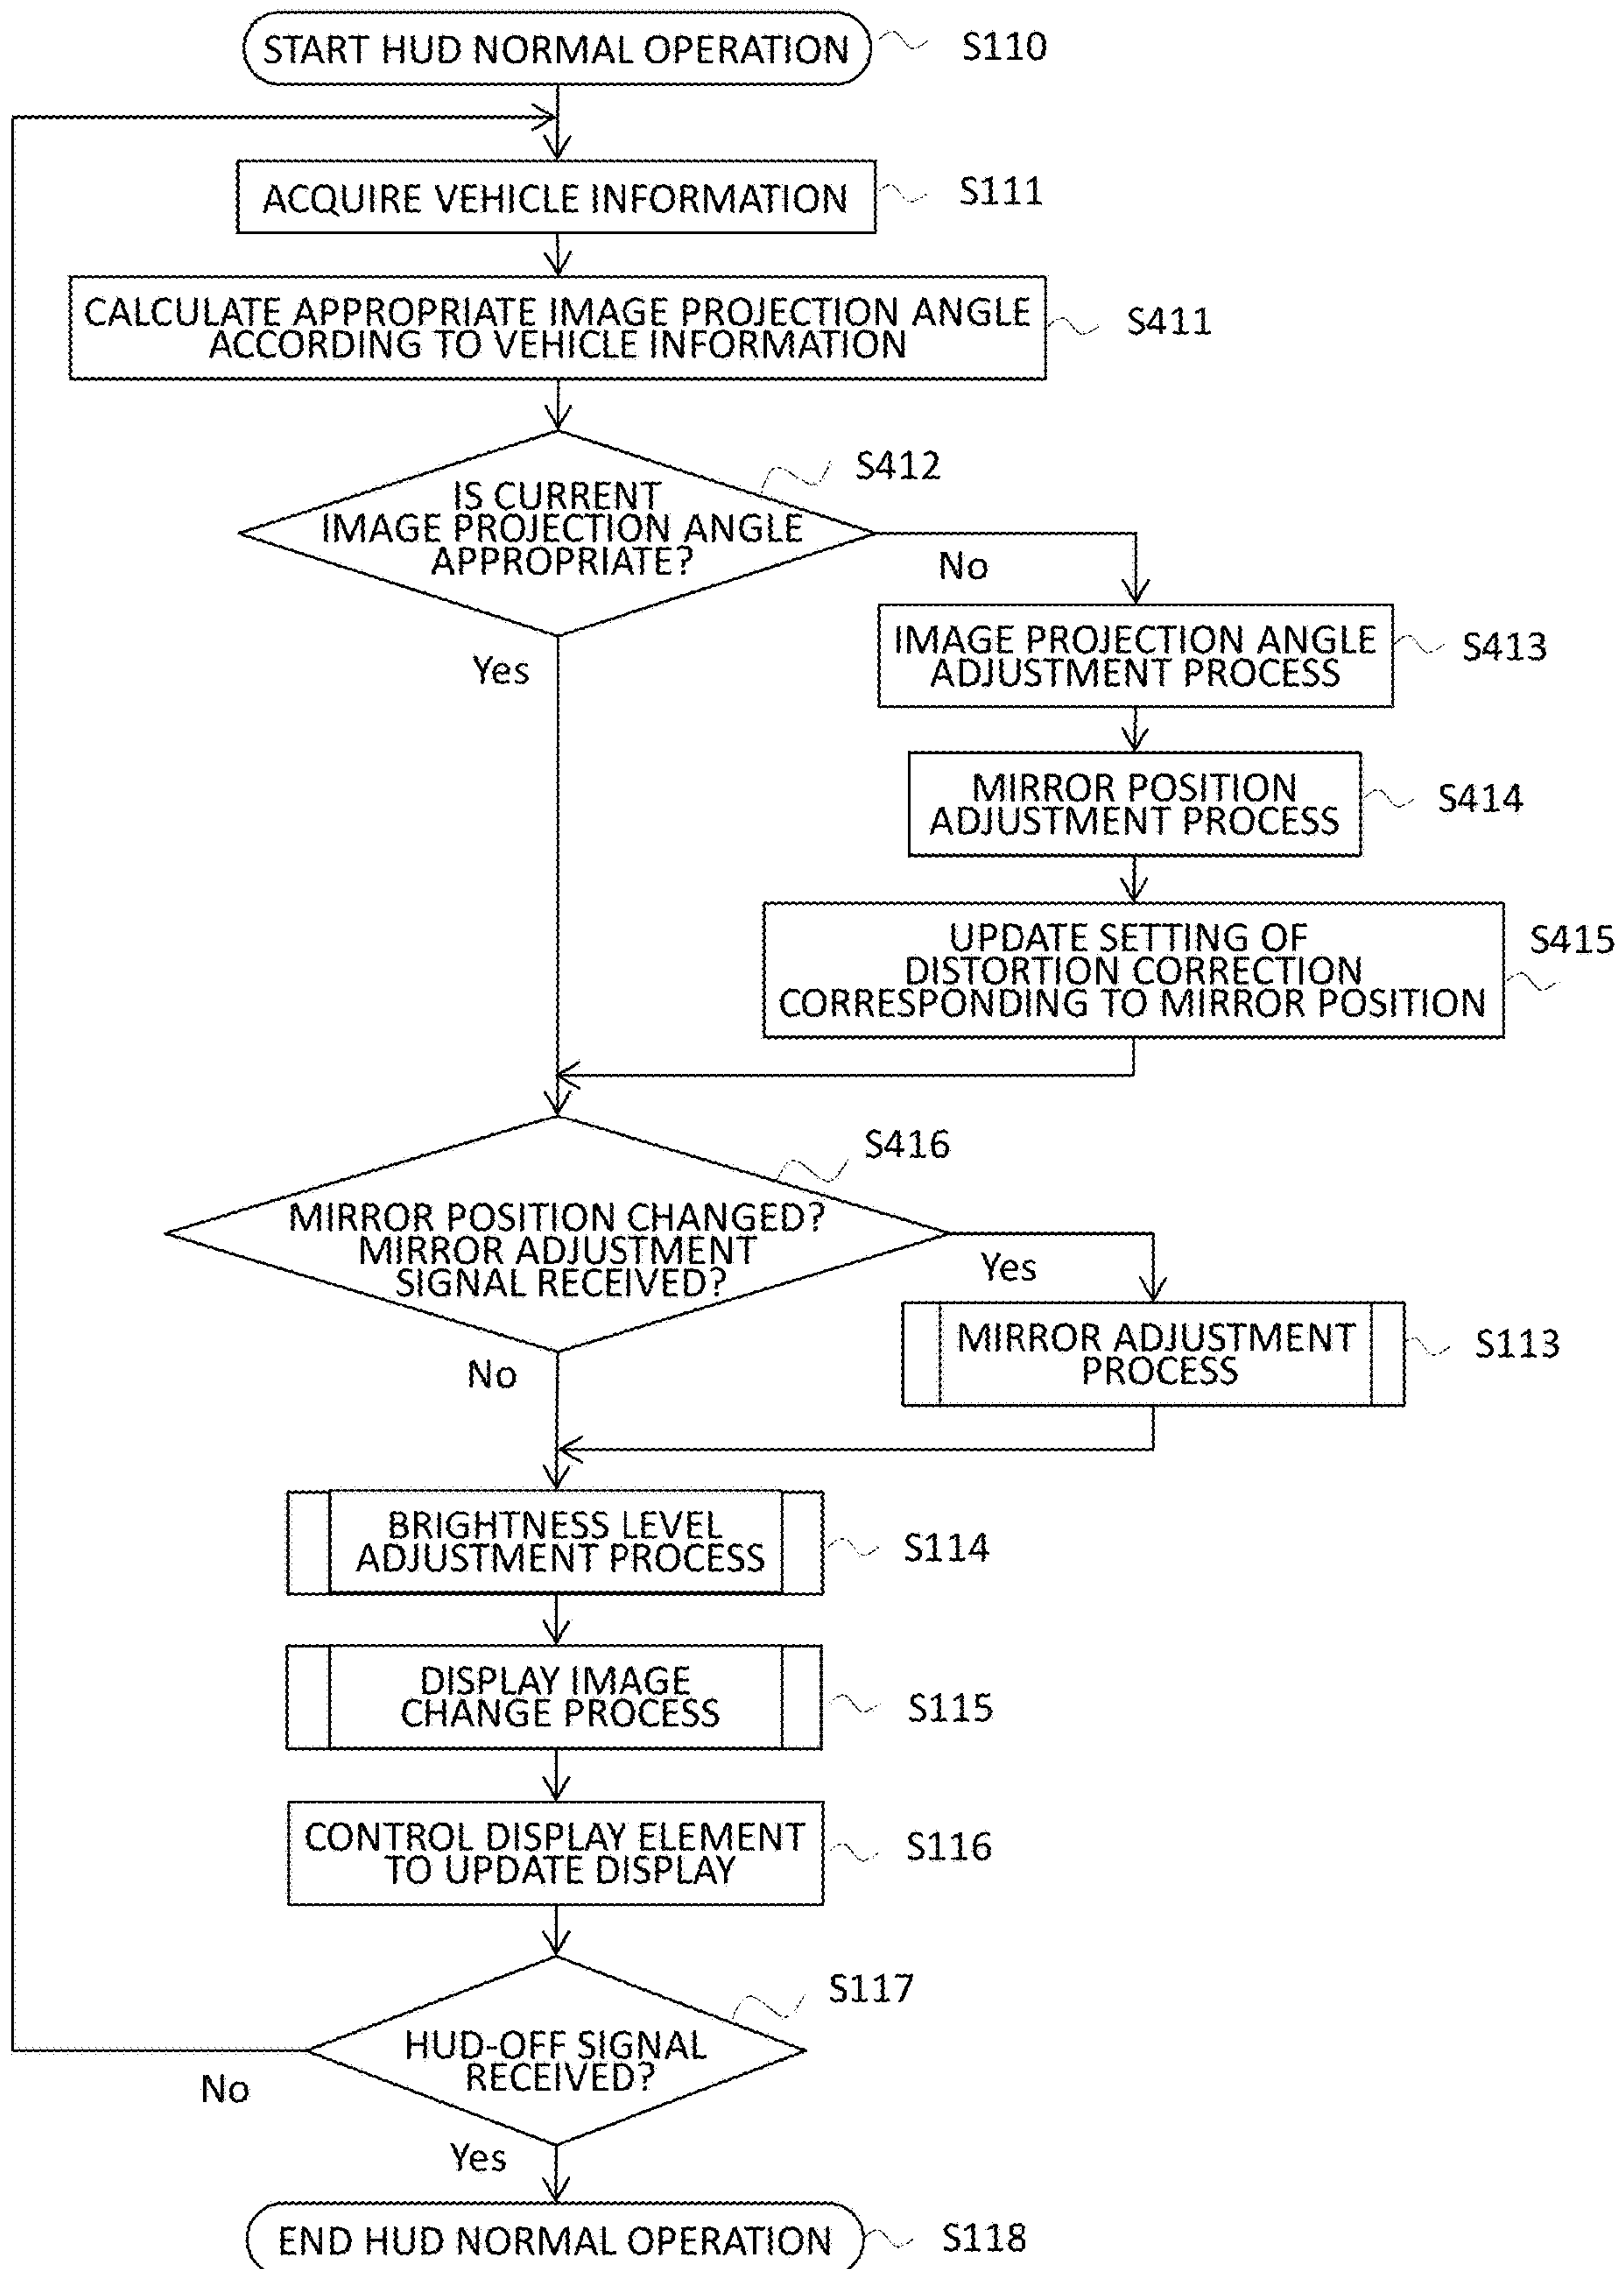 START HUD NORMAL OPERATION
S110
ACQUIRE VEHICLE INFORMATION
S111
CALCULATE APPROPRIATE IMAGE PROJECTION ANGLE
ACCORDING TO VEHICLE INFORMATION
S411
IS CURRENT
IMAGE PROJECTION ANGLE
APPROPRIATE?
S412
No
Yes
IMAGE PROJECTION ANGLE
ADJUSTMENT PROCESS
S413
MIRROR POSITION
ADJUSTMENT PROCESS
S414
UPDATE SETTING OF
DISTORTION CORRECTION
CORRESPONDING TO MIRROR POSITION
S415
MIRROR POSITION CHANGED?
MIRROR ADJUSTMENT
SIGNAL RECEIVED?
S416
Yes
No
MIRROR ADJUSTMENT
PROCESS
S113
BRIGHTNESS LEVEL
ADJUSTMENT PROCESS
S114
DISPLAY IMAGE
CHANGE PROCESS
S115
CONTROL DISPLAY ELEMENT
TO UPDATE DISPLAY
S116
HUD-OFF SIGNAL
RECEIVED?
S117
No
Yes
END HUD NORMAL OPERATION
S118